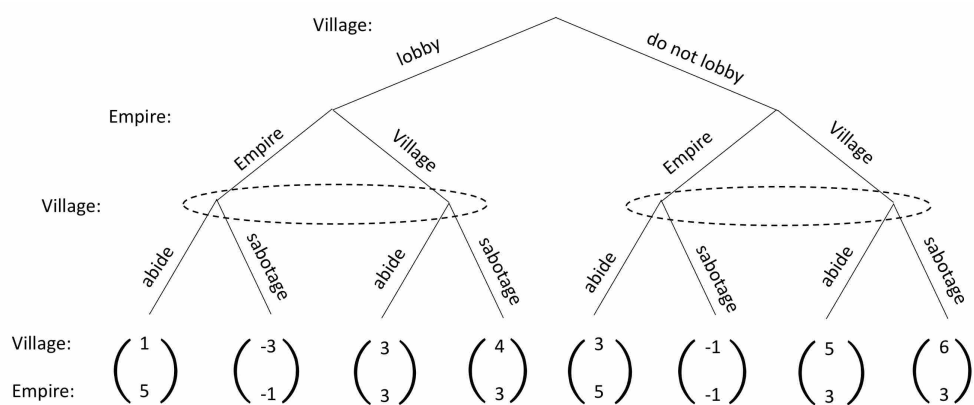 Village:
lobby
do not lobby
Empire:
Empire
Village
Empire
Village
Village:
abide
sabotage
abide
sabotage
abide
sabotage
abide
sabotage
Village: 1 -3 3 4 3 -1 5 6
Empire: 5 -1 3 3 5 -1 3 3